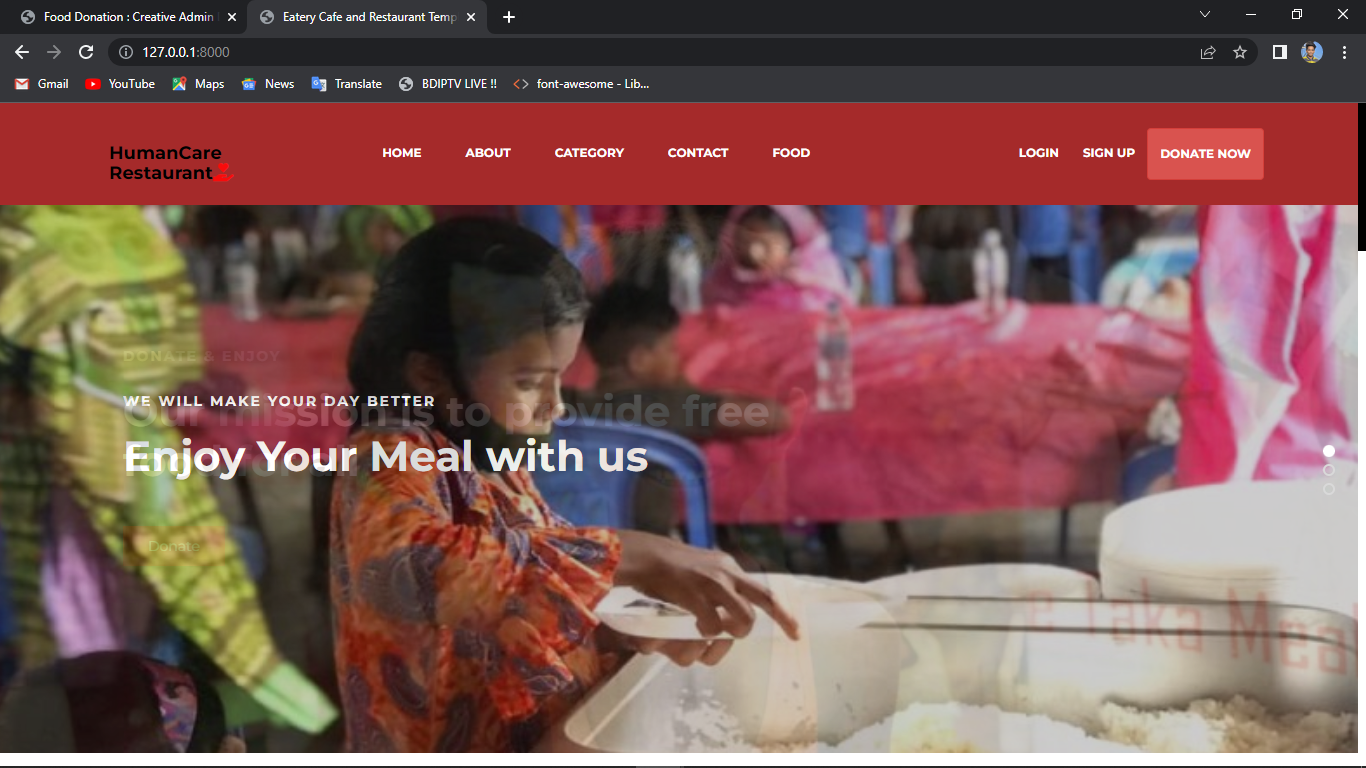 Food Donation : Creative Admin
Eatery Cafe and Restaurant Temp
127.0.0.1:8000
Gmail
YouTube
Maps
News
Translate
BDIPTV LIVE !!
font-awesome - Lib...
HumanCare
Restaurant
HOME
ABOUT
CATEGORY
CONTACT
FOOD
LOGIN
SIGN UP
DONATE NOW
DONATE & ENJOY
WE WILL MAKE YOUR DAY BETTER
Our mission is to provide free
Enjoy Your Meal with us
Donate
e Taka Meal